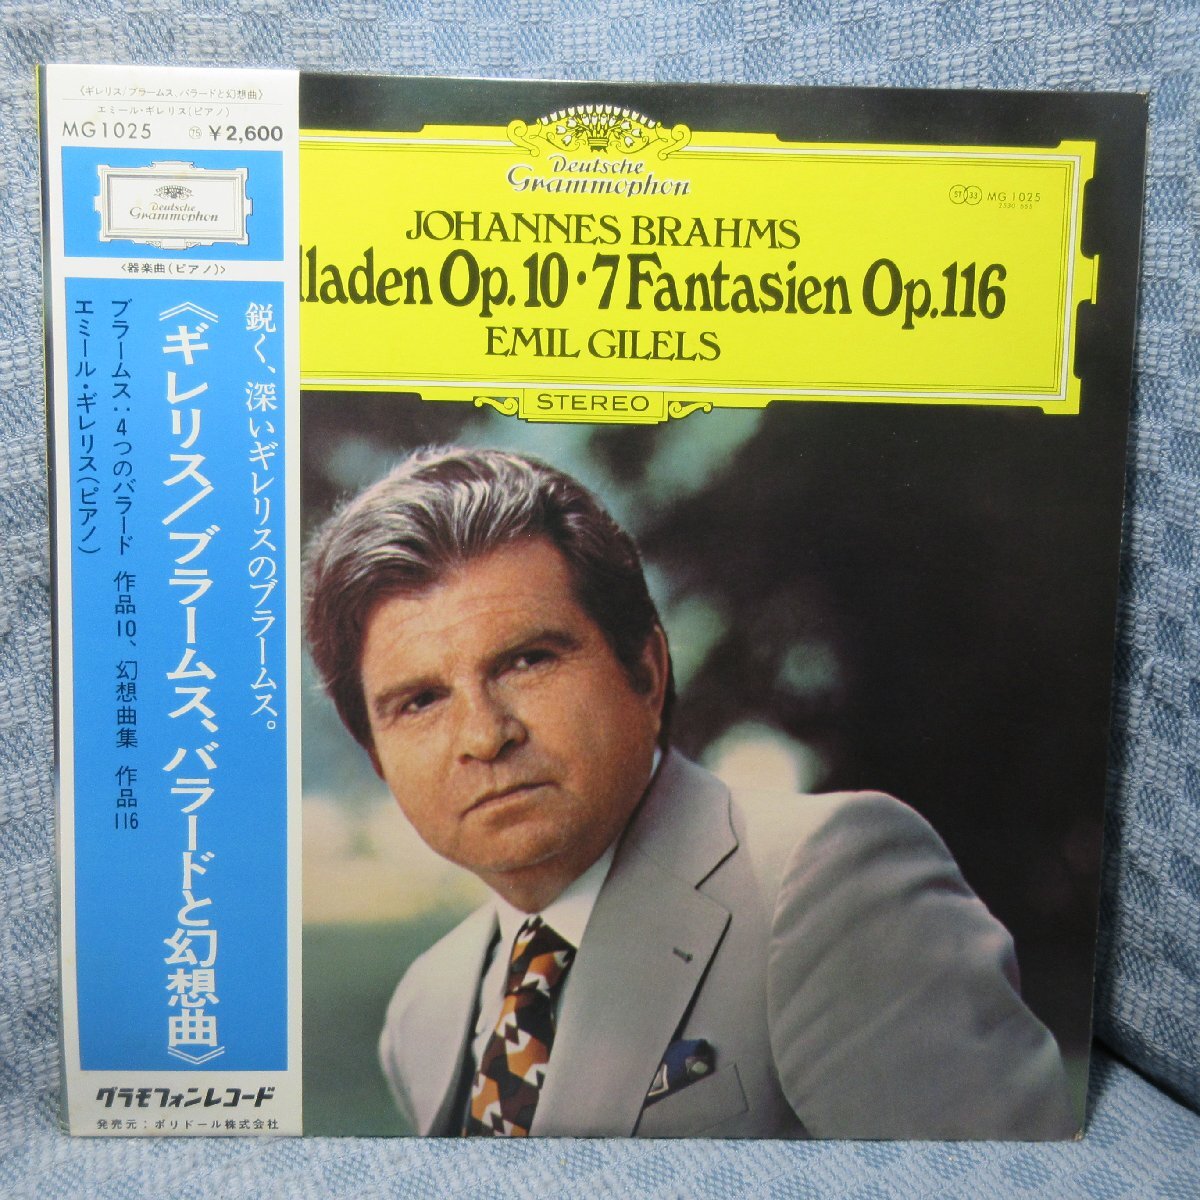 〈ギレリス/ブラームス、バラードと幻想曲〉
エミール・ギレリス(ピアノ)
MG1025 ㊆ ¥2,600
Deutsche
Grammophon
〈器楽曲(ピアノ)〉
鋭く、深いギレリスのブラームス。
《ギレリス/ブラームス、バラードと幻想曲》
ブラームス:4つのバラード 作品10、幻想曲集 作品116
エミール・ギレリス(ピアノ)
グラモフォンレコード
発売元:ポリドール株式会社
Deutsche
Grammophon
ST 33 MG 1025
2530 655
JOHANNES BRAHMS
lladen Op.10·7 Fantasien Op.116
EMIL GILELS
STEREO